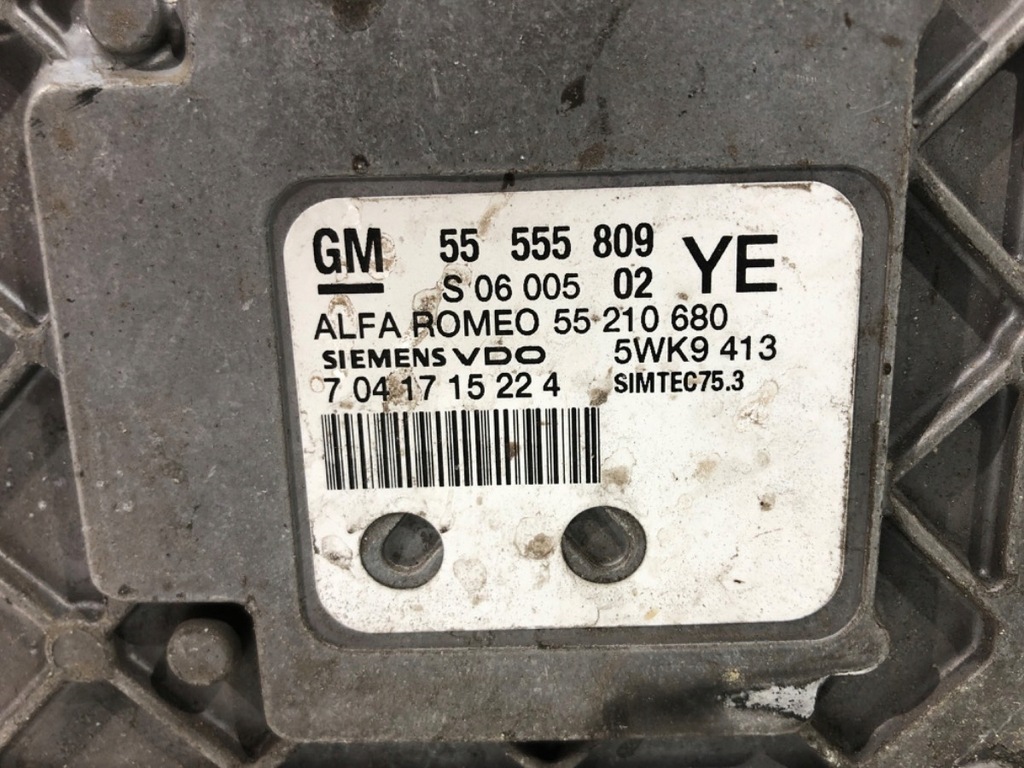 GM 55 555 809 YE
S 06 005 02
ALFA ROMEO 55 210 680
SIEMENS VDO 5WK9 413
7 04 17 15 22 4 SIMTEC75.3